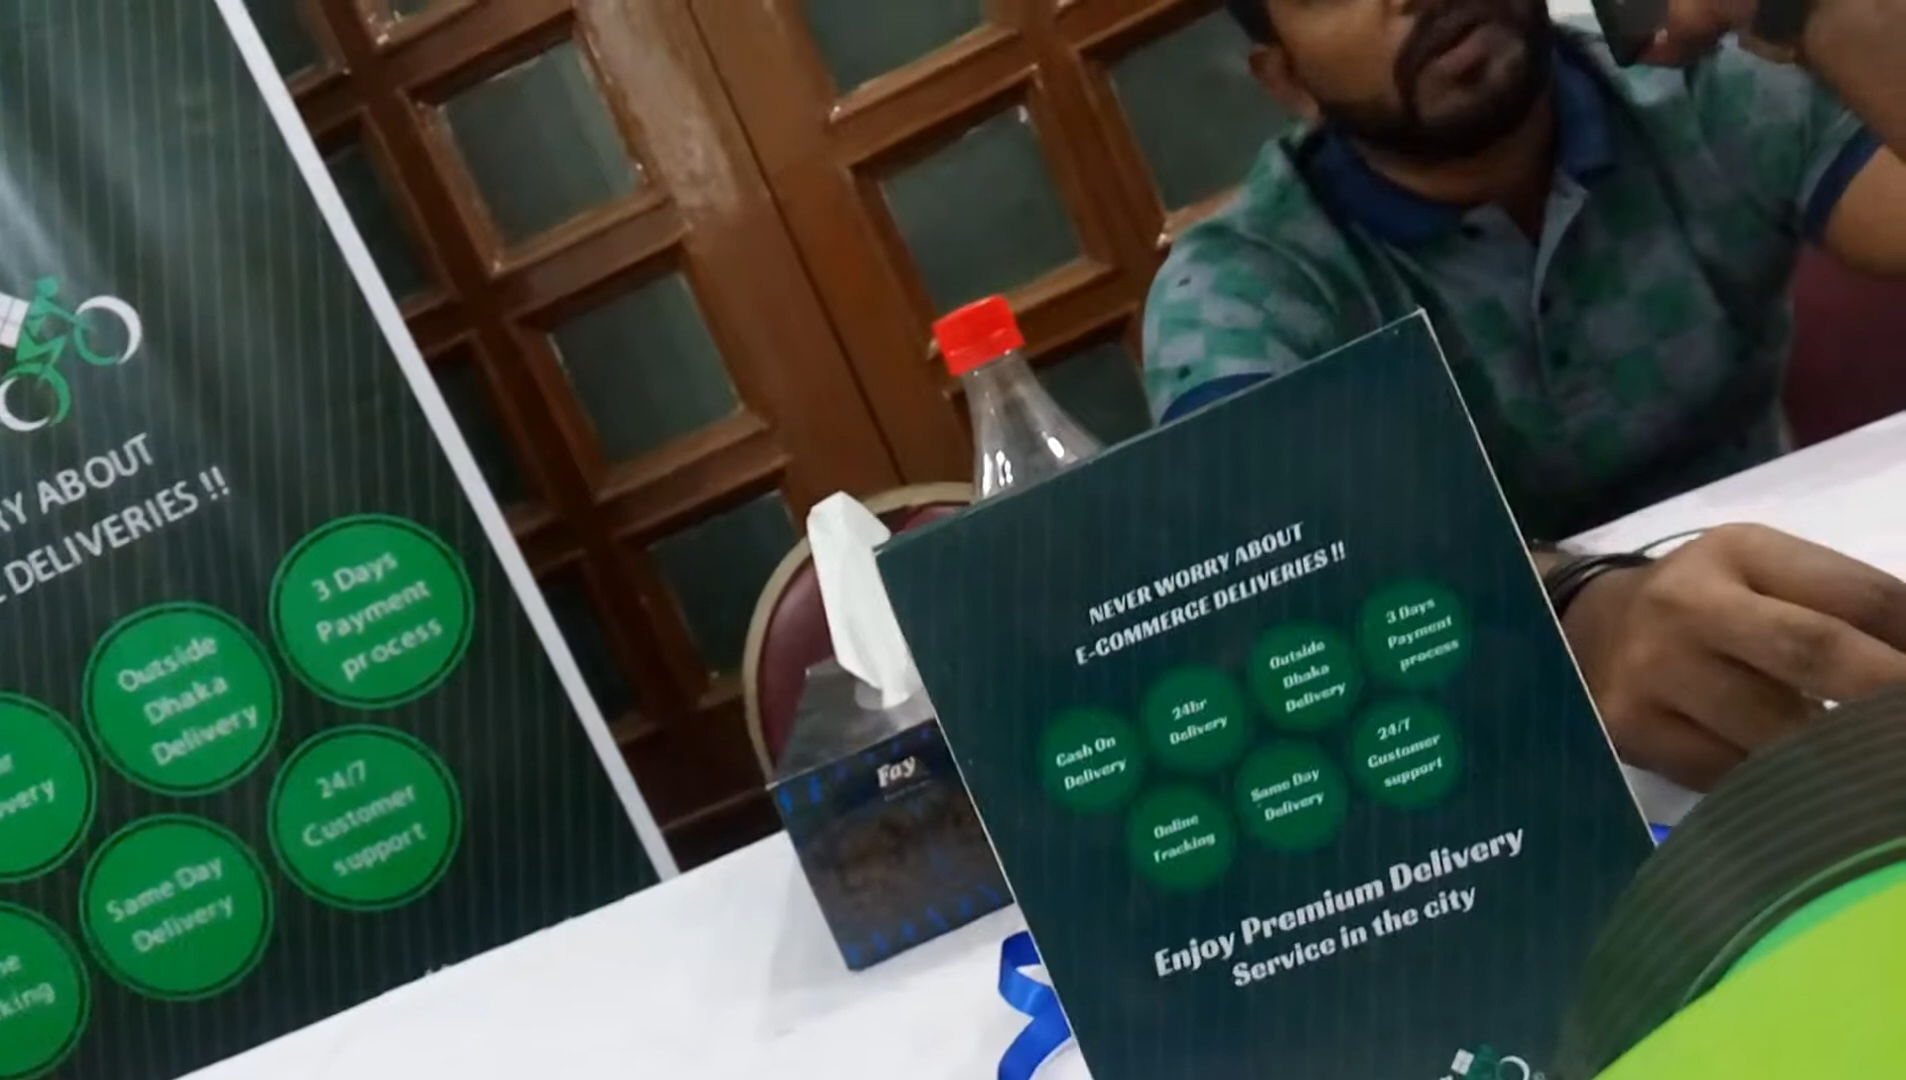 RY ABOUT
DELIVERIES !!
3 Days
Payment
process
Outside
Dhaka
Delivery
24/7
Customer
support
Same Day
Delivery
NEVER WORRY ABOUT
E-COMMERCE DELIVERIES !!
3 Days
Payment
process
Outside
Dhaka
Delivery
24hr
Delivery
Cash On
Delivery
24/7
Customer
support
Same Day
Delivery
Online
Tracking
Enjoy Premium Delivery
Service in the city
Fay